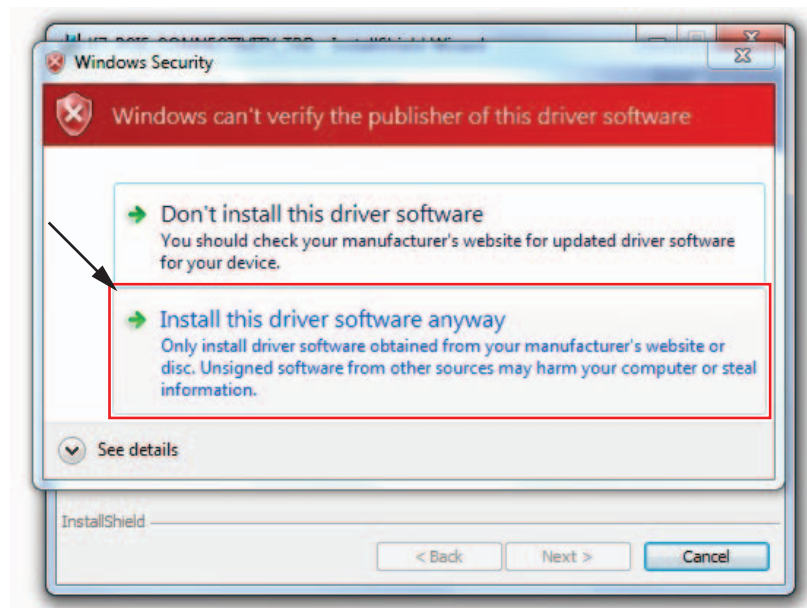 K7_PCIE_CONNECTIVITY_TRD - InstallShield Wizard
Windows Security
Windows can't verify the publisher of this driver software
Don't install this driver software
You should check your manufacturer's website for updated driver software
for your device.
Install this driver software anyway
Only install driver software obtained from your manufacturer's website or
disc. Unsigned software from other sources may harm your computer or steal
information.
See details
InstallShield
< Back
Next >
Cancel